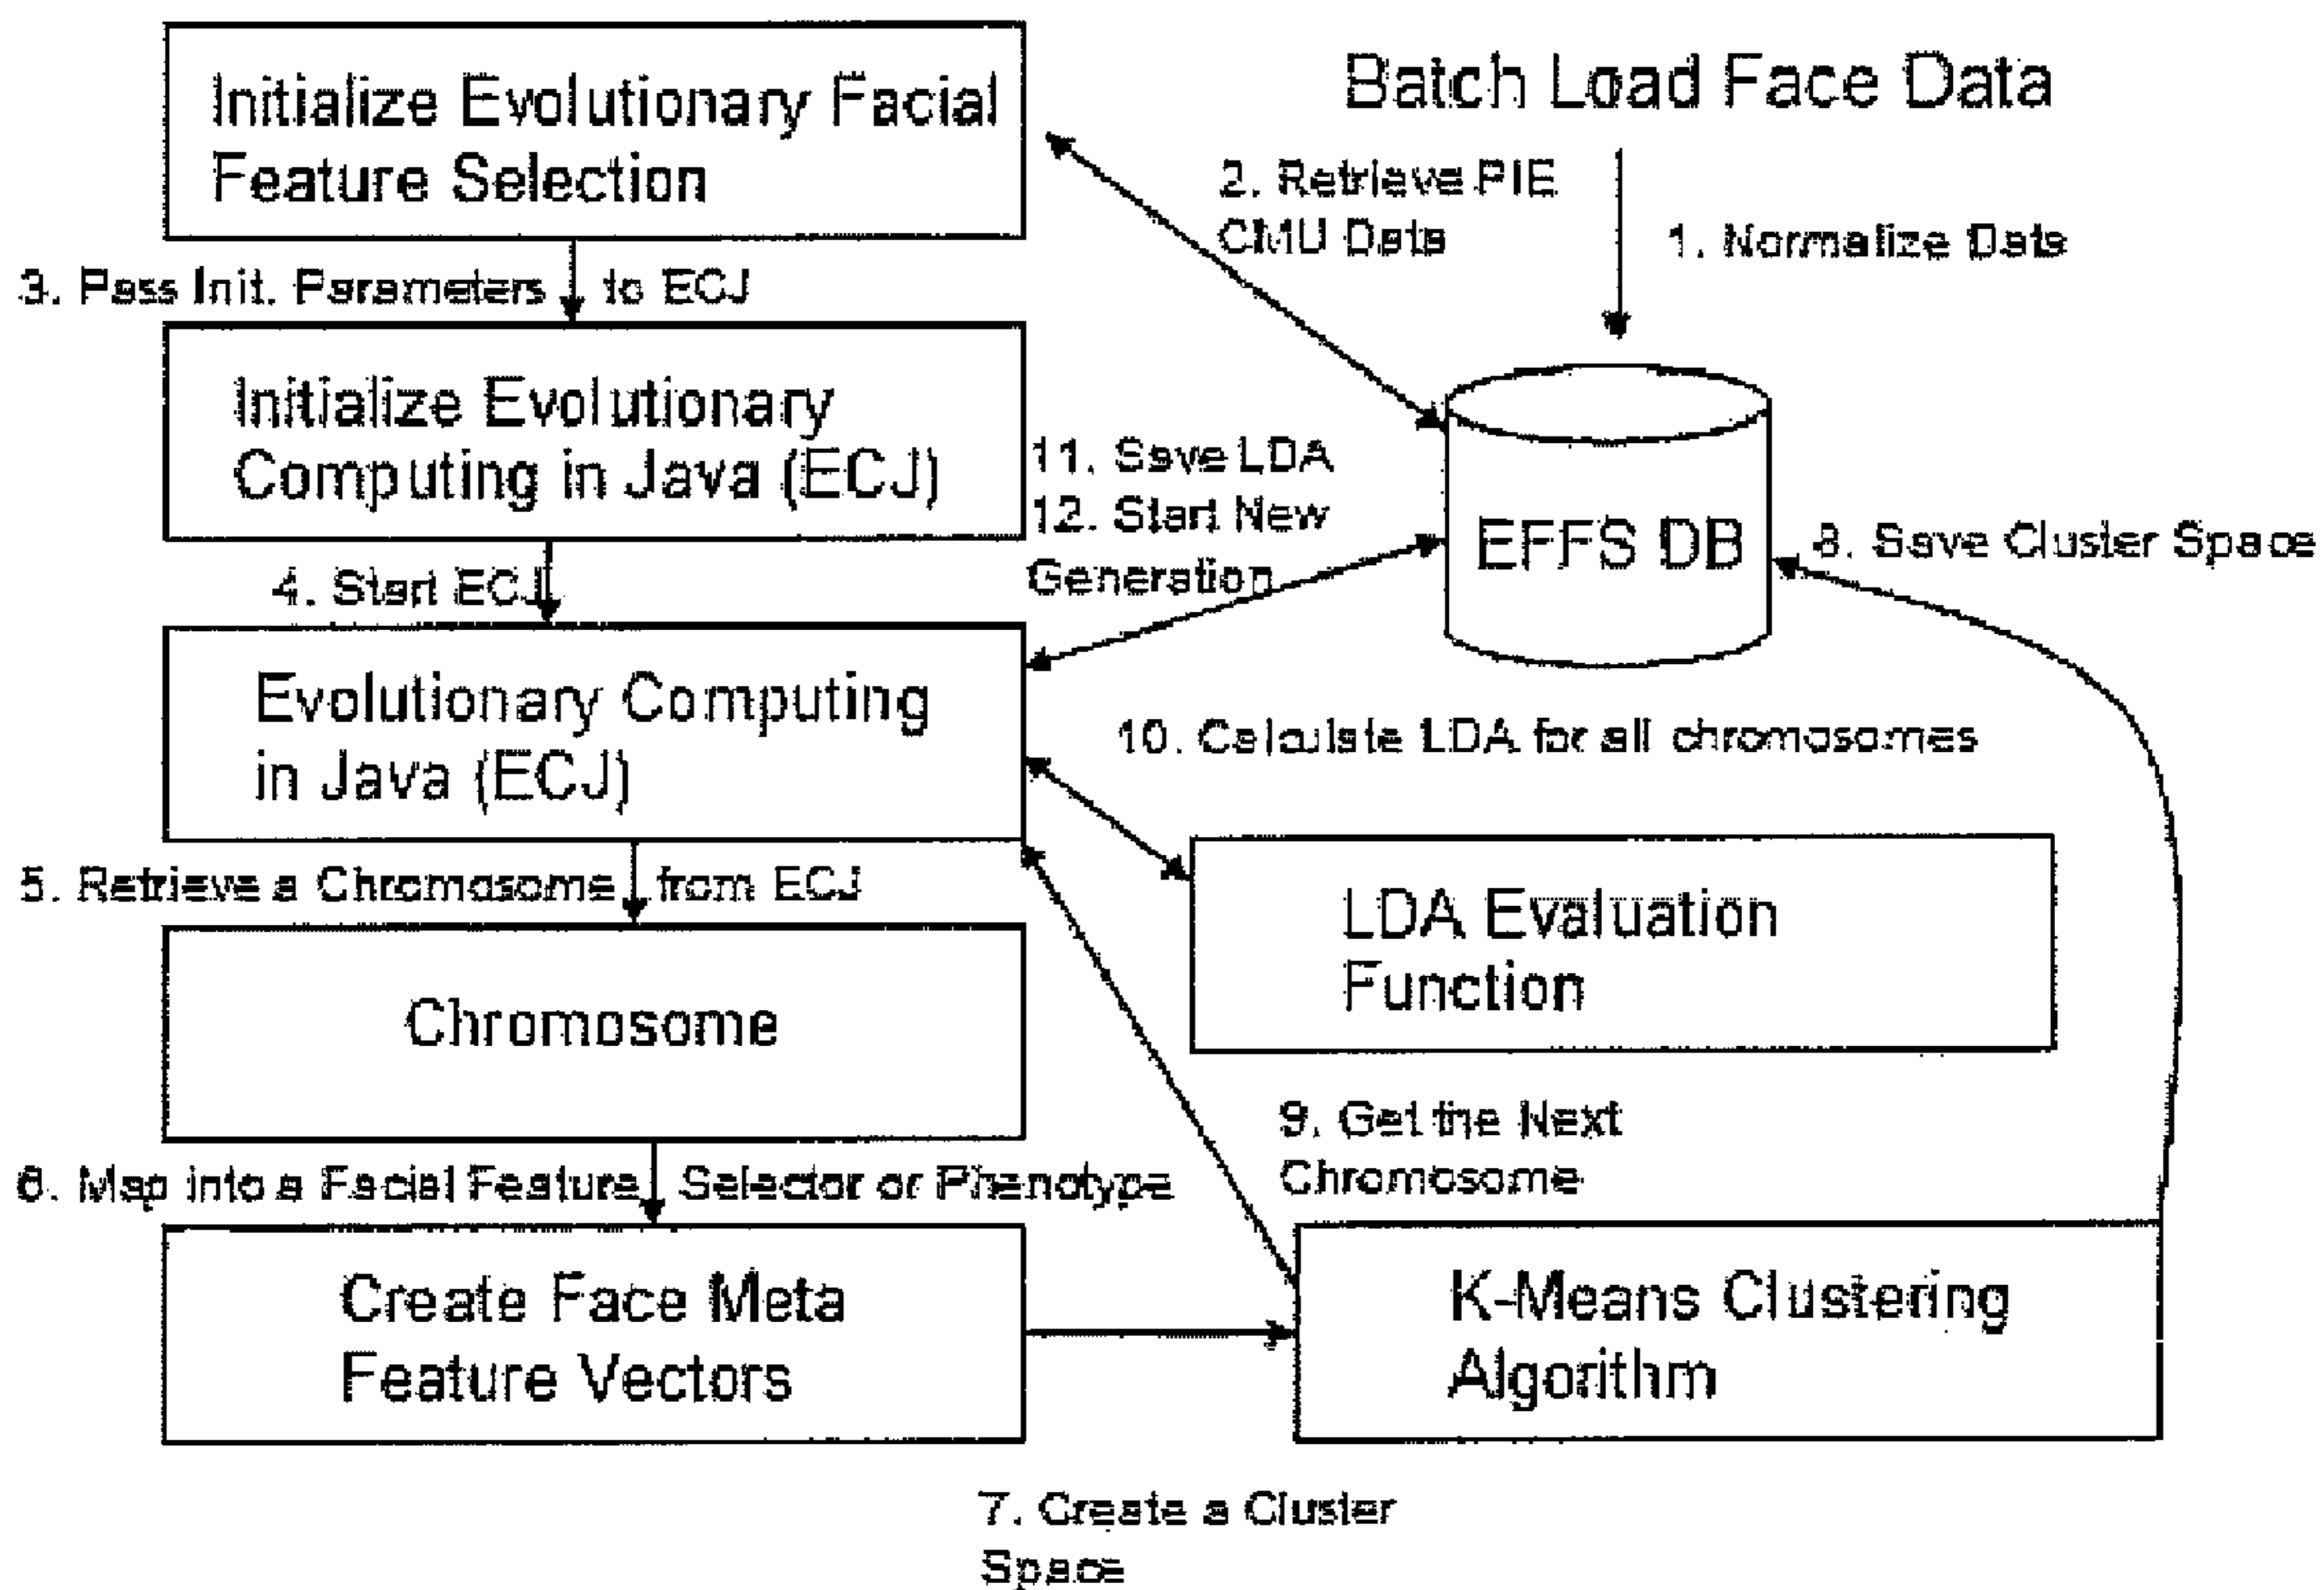 Initialize Evolutionary Facial
Feature Selection
Batch Load Face Data
2. Retrieve PIE
CMU Data
1. Normalize Data
3. Pass Init. Parameters to ECJ
Initialize Evolutionary
Computing in Java (ECJ)
11. Save LDA
12. Start New
Generation
EFFS DB
8. Save Cluster Space
4. Start ECJ
Evolutionary Computing
in Java (ECJ)
10. Calculate LDA for all chromosomes
5. Retrieve a Chromosome from ECJ
LDA Evaluation
Function
Chromosome
9. Get the Next
Chromosome
6. Map into a Facial Feature Selector or Phenotype
Create Face Meta
Feature Vectors
K-Means Clustering
Algorithm
7. Create a Cluster
Space